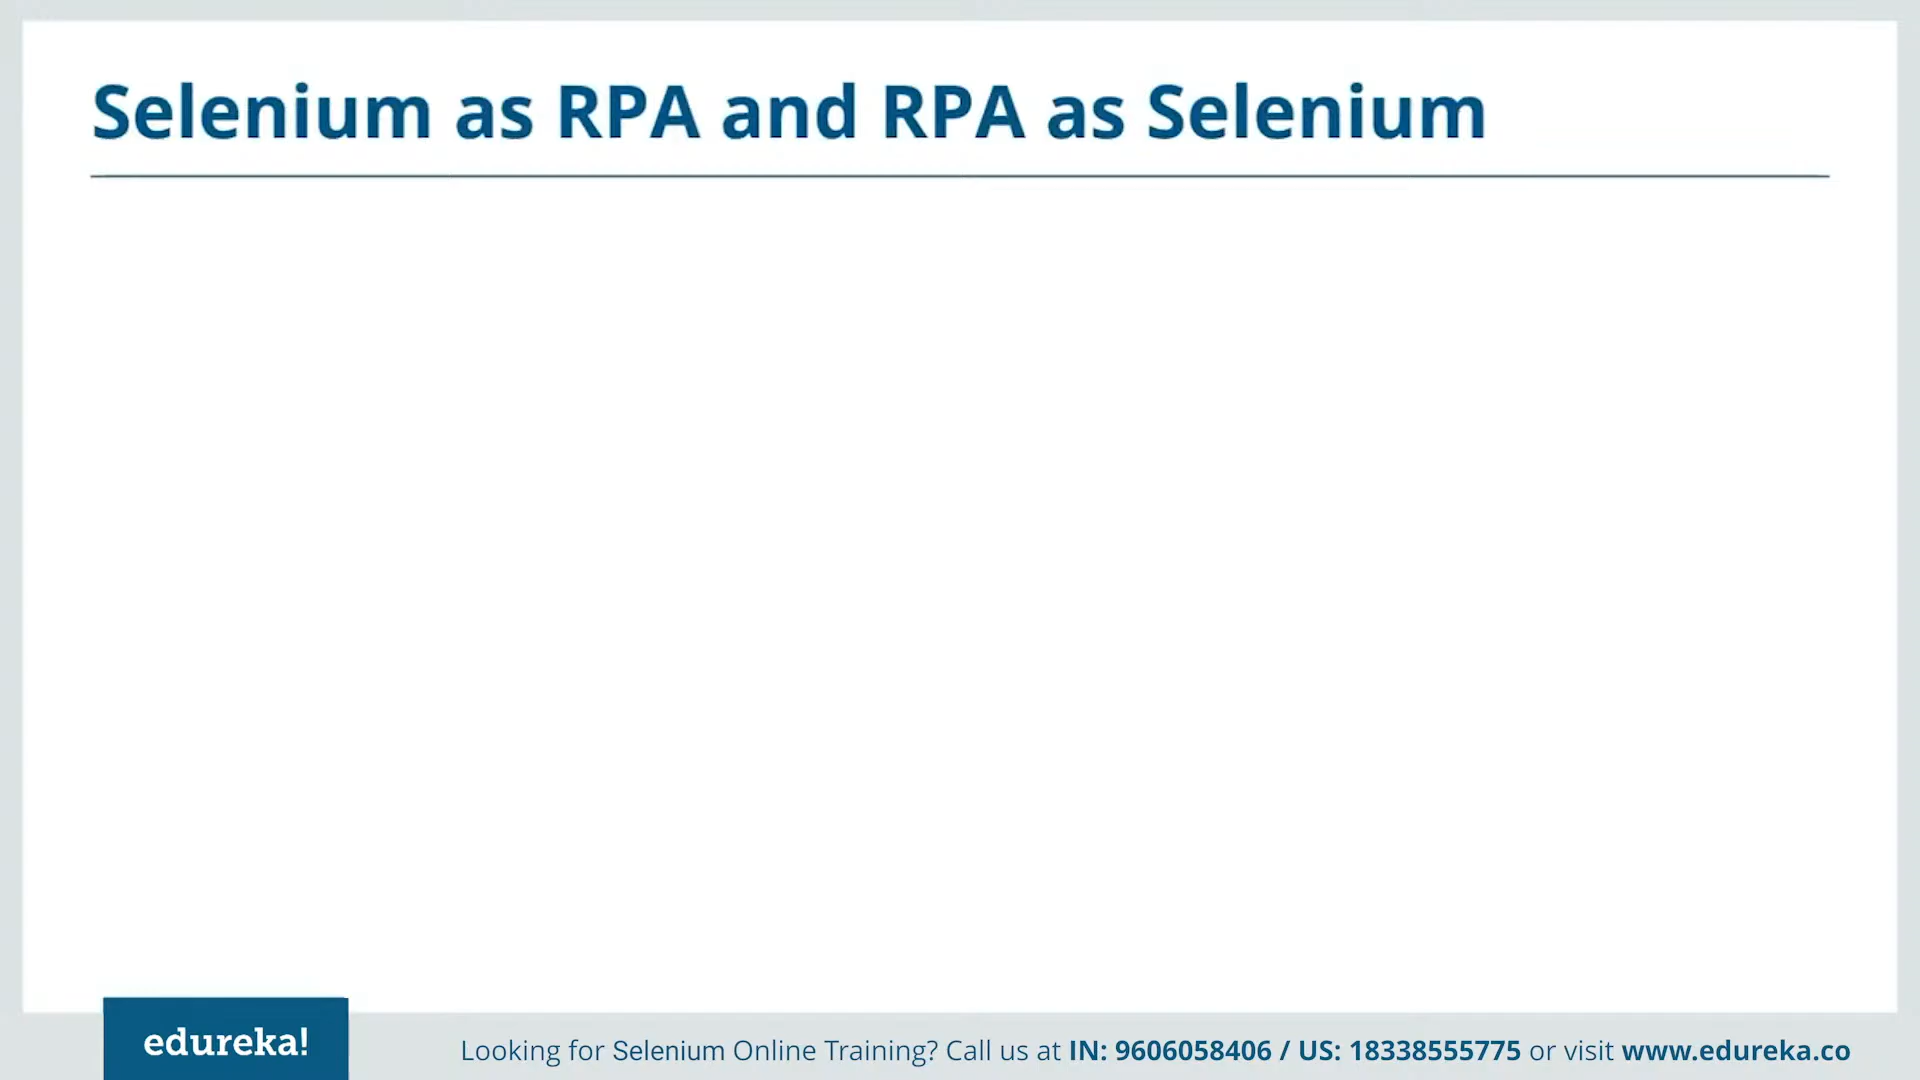 Selenium as RPA and RPA as Selenium
edureka!
Looking for Selenium Online Training? Call us at IN: 9606058406 / US: 18338555775 or visit www.edureka.co